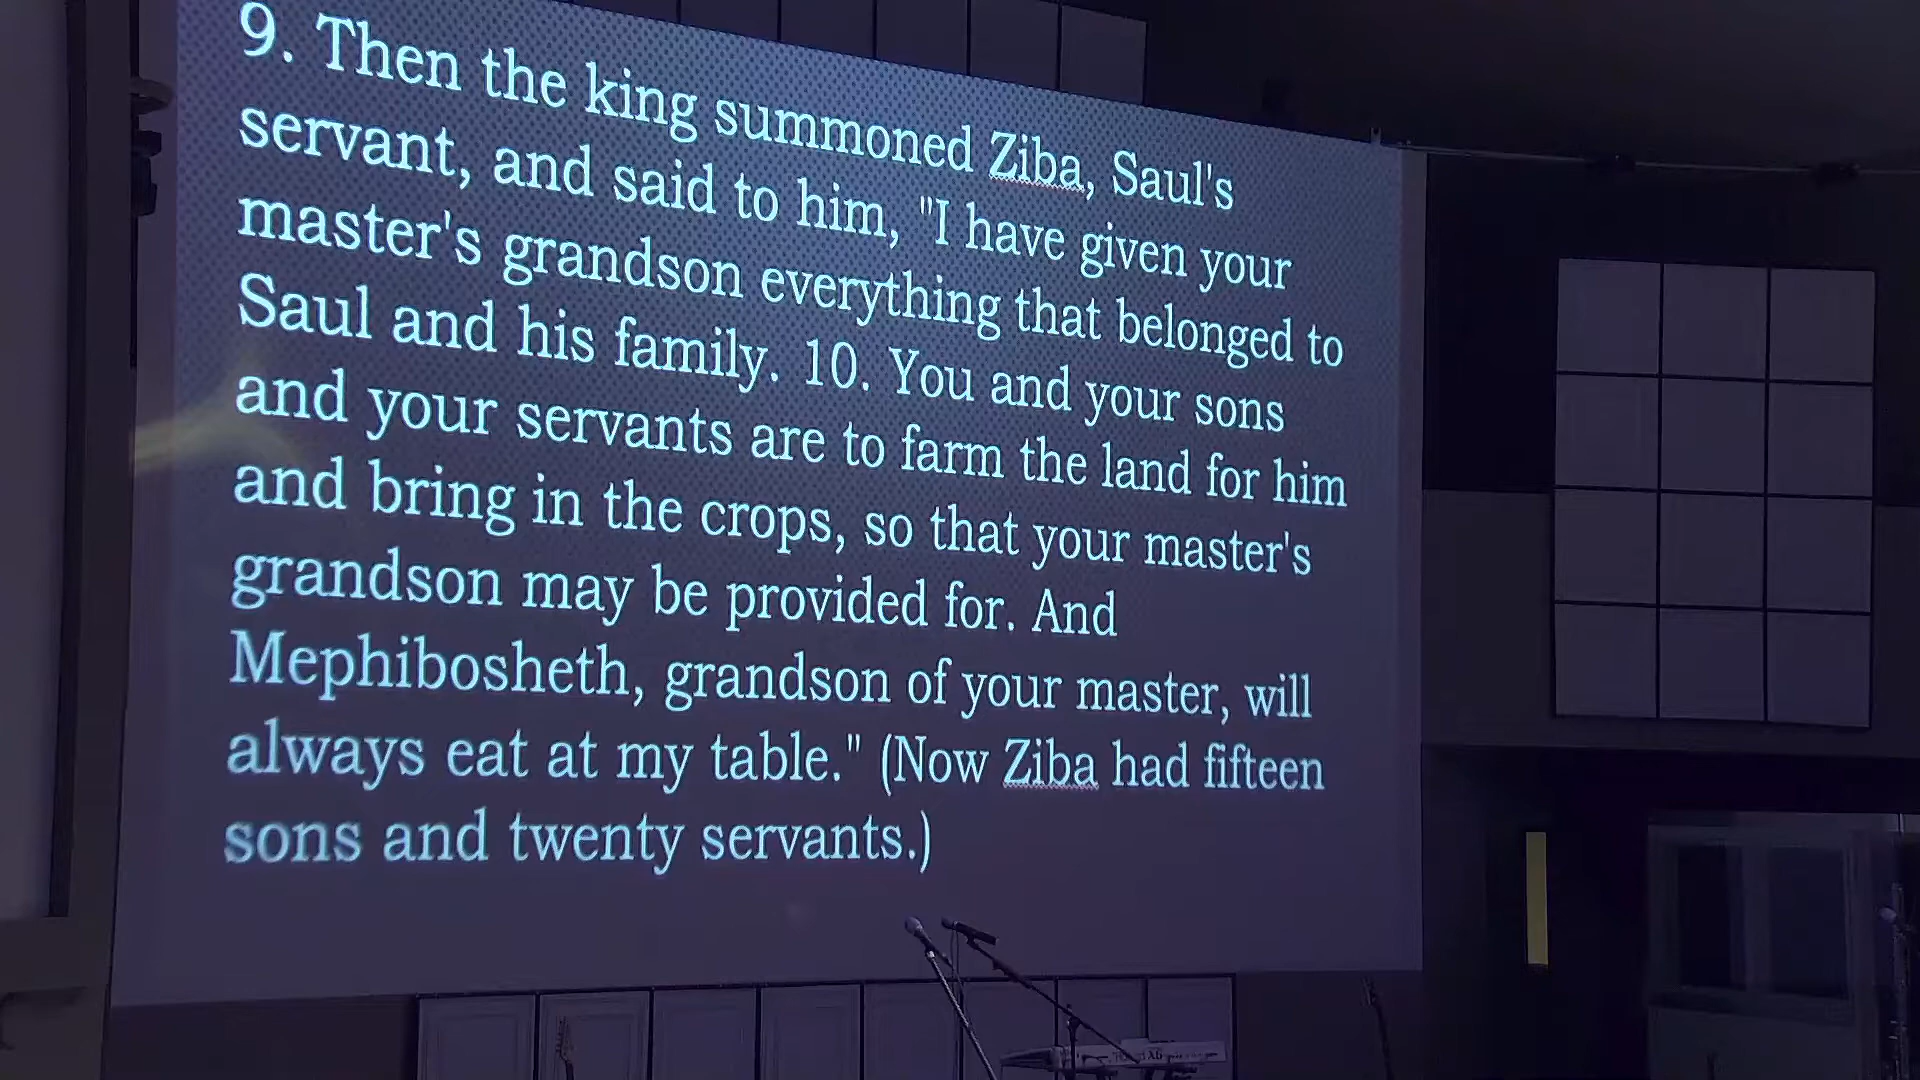 9. Then the king summoned Ziba, Saul's
servant, and said to him, "I have given your
master's grandson everything that belonged to
Saul and his family. 10. You and your sons
and your servants are to farm the land for him
and bring in the crops, so that your master's
grandson may be provided for. And
Mephibosheth, grandson of your master, will
always eat at my table." (Now Ziba had fifteen
sons and twenty servants.)